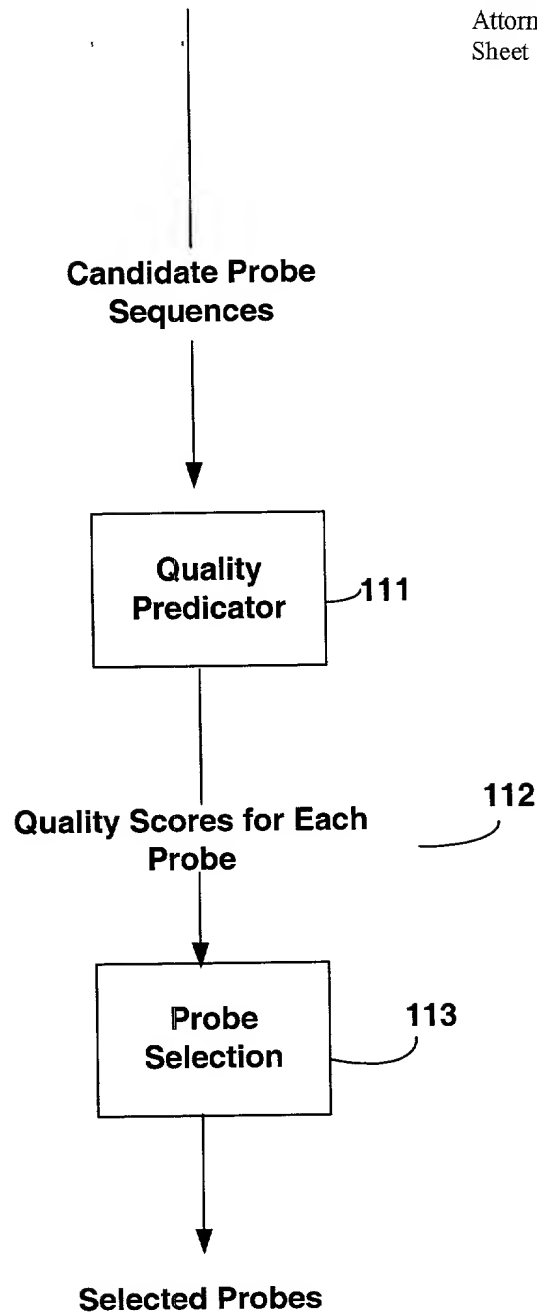 Attorn
Sheet
Candidate Probe
Sequences
Quality
Predicator
111
112
Quality Scores for Each
Probe
Probe
Selection
113
Selected Probes